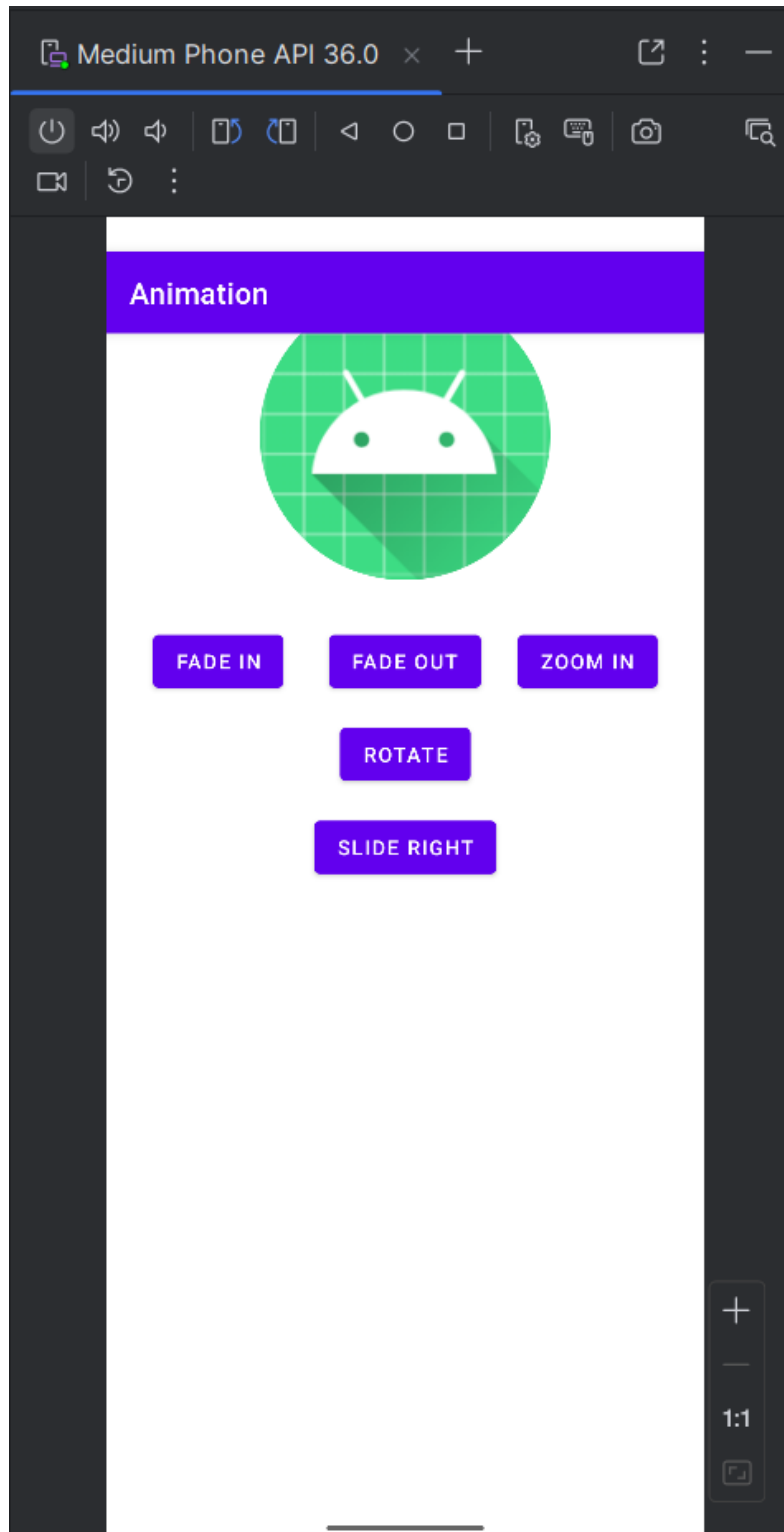 Medium Phone API 36.0
Animation
FADE IN FADE OUT ZOOM IN
ROTATE
SLIDE RIGHT
1:1